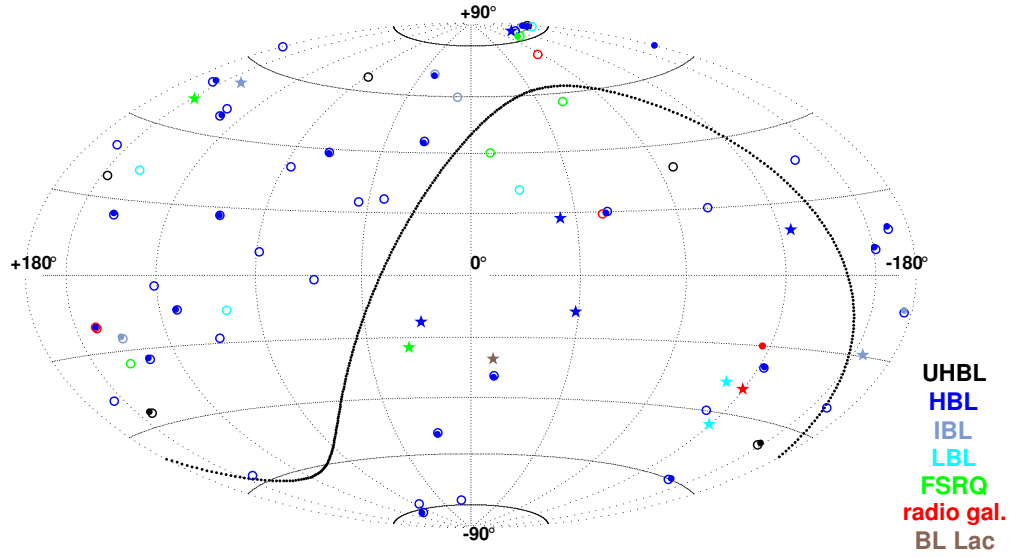 +90°
+180°
0°
-180°
-90°
UHBL
HBL
IBL
LBL
FSRQ
radio gal.
BL Lac